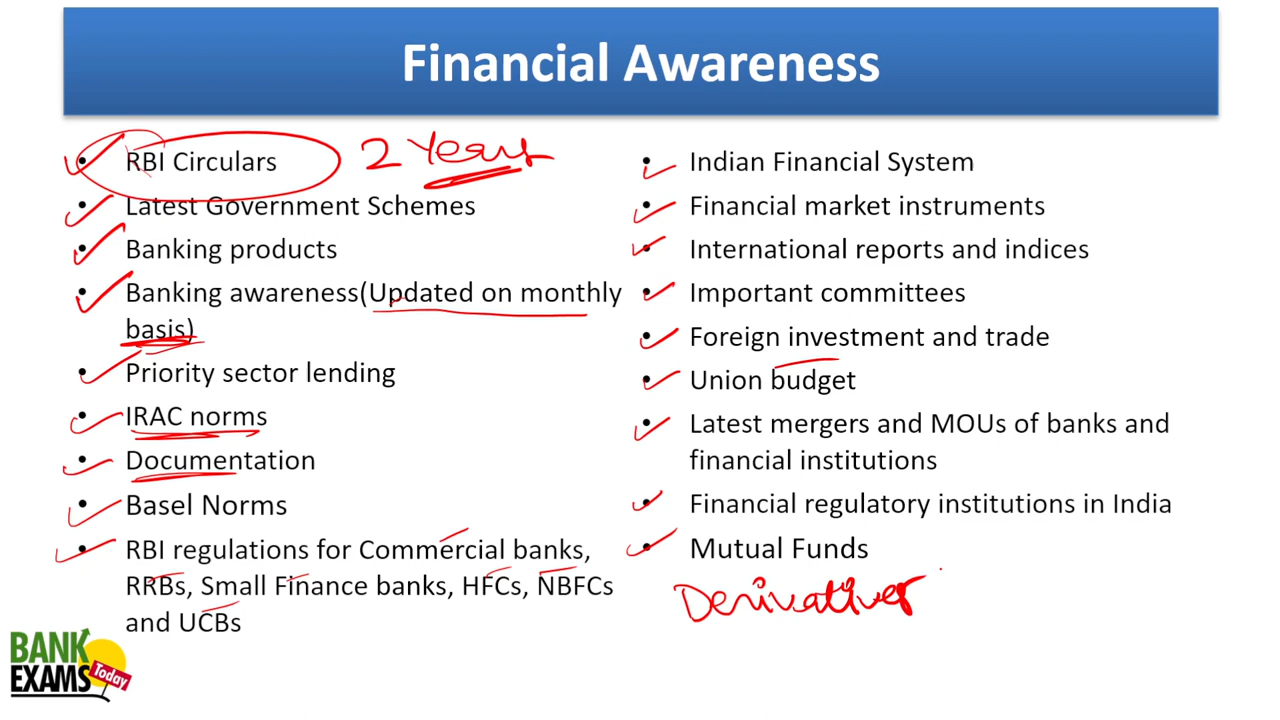 Financial Awareness
• RBI Circulars
2 Years
• Latest Government Schemes
• Banking products
• Banking awareness(Updated on monthly
basis)
• Priority sector lending
• IRAC norms
• Documentation
• Basel Norms
• RBI regulations for Commercial banks,
RRBs, Small Finance banks, HFCs, NBFCs
and UCBs
• Indian Financial System
• Financial market instruments
• International reports and indices
• Important committees
• Foreign investment and trade
• Union budget
• Latest mergers and MOUs of banks and
financial institutions
• Financial regulatory institutions in India
• Mutual Funds
Derivatives
BANK
EXAMS
Today